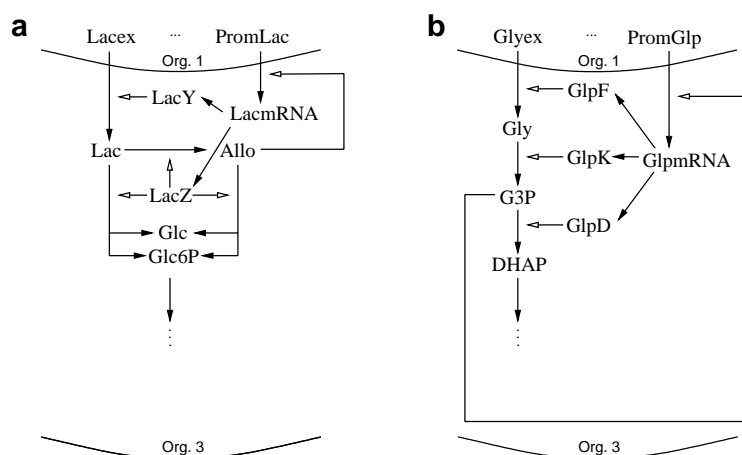 a
Lacex ... PromLac
Org. 1
LacY
LacmRNA
Lac
Allo
LacZ
Glc
Glc6P
Org. 3
b
Glyex ... PromGlp
Org. 1
GlpF
Gly
GlpK
GlpmRNA
G3P
GlpD
DHAP
Org. 3